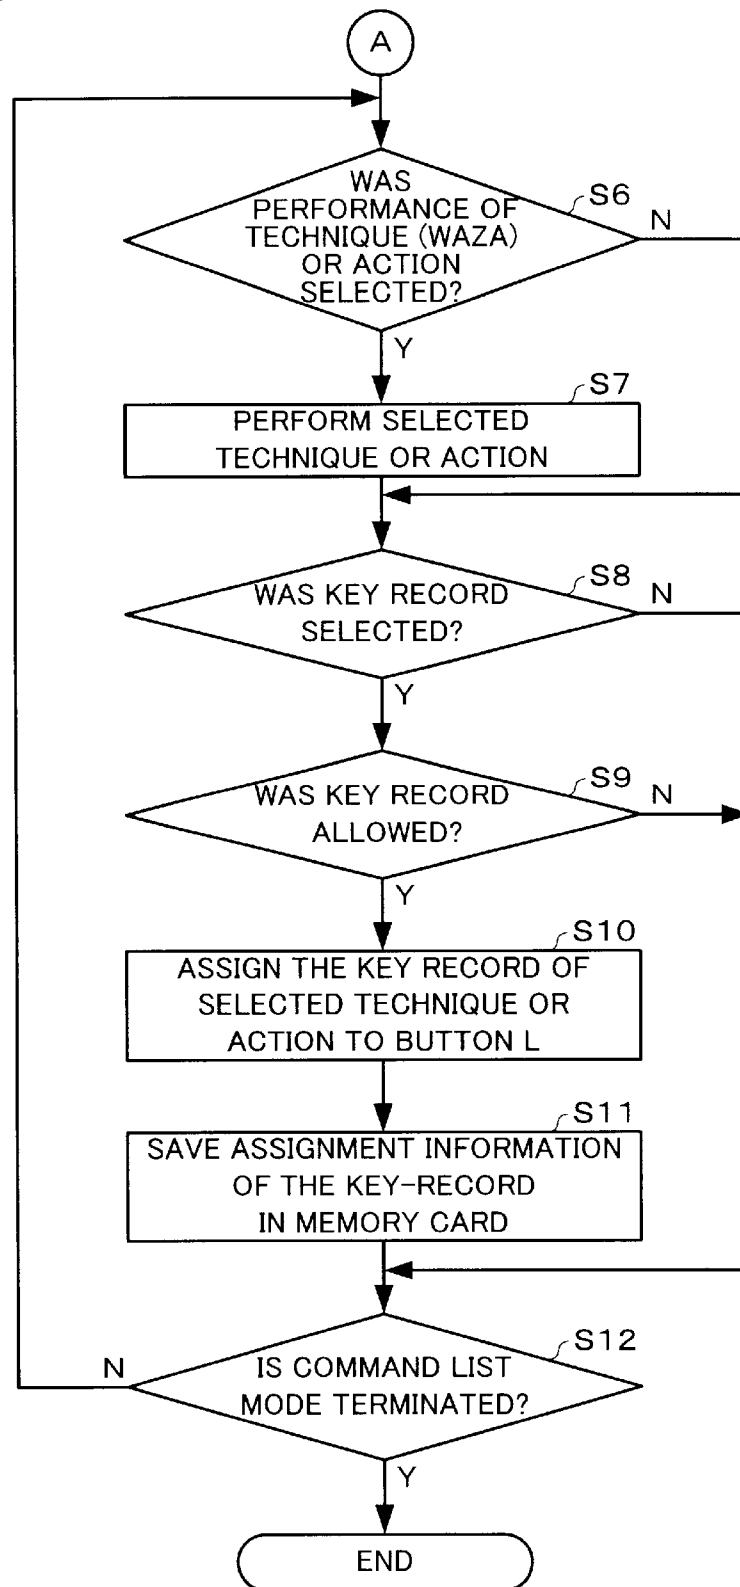 A
WAS
PERFORMANCE OF
TECHNIQUE (WAZA)
OR ACTION
SELECTED?
S6
N
Y
S7
PERFORM SELECTED
TECHNIQUE OR ACTION
S8
WAS KEY RECORD
SELECTED?
N
Y
S9
WAS KEY RECORD
ALLOWED?
N
Y
S10
ASSIGN THE KEY RECORD OF
SELECTED TECHNIQUE OR
ACTION TO BUTTON L
S11
SAVE ASSIGNMENT INFORMATION
OF THE KEY-RECORD
IN MEMORY CARD
S12
N
IS COMMAND LIST
MODE TERMINATED?
Y
END